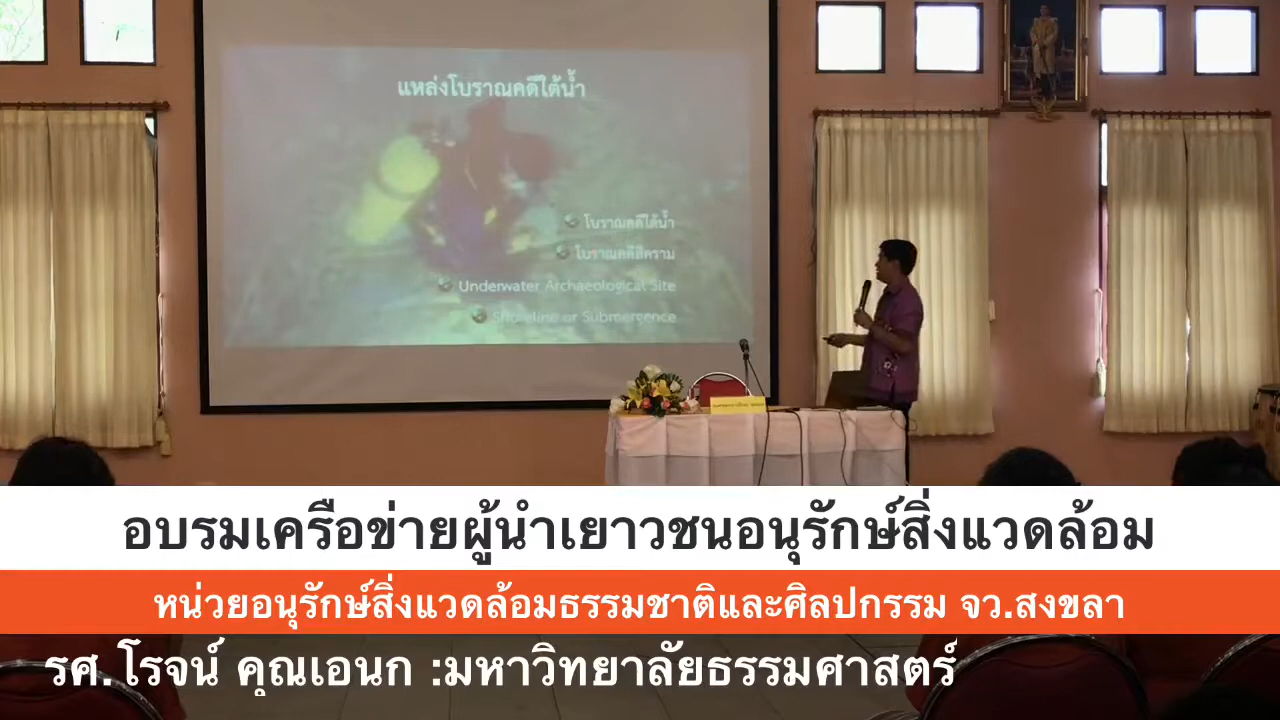 แหล่งโบราณคดีใต้น้ำ
โบราณคดีใต้น้ำ
โบราณคดีสีคราม
Underwater Archaeological Site
Shoreline or Submergence
อบรมเครือข่ายผู้นำเยาวชนอนุรักษ์สิ่งแวดล้อม
หน่วยอนุรักษ์สิ่งแวดล้อมธรรมชาติและศิลปกรรม จว.สงขลา
รศ.โรจน์ คุณเอนก :มหาวิทยาลัยธรรมศาสตร์